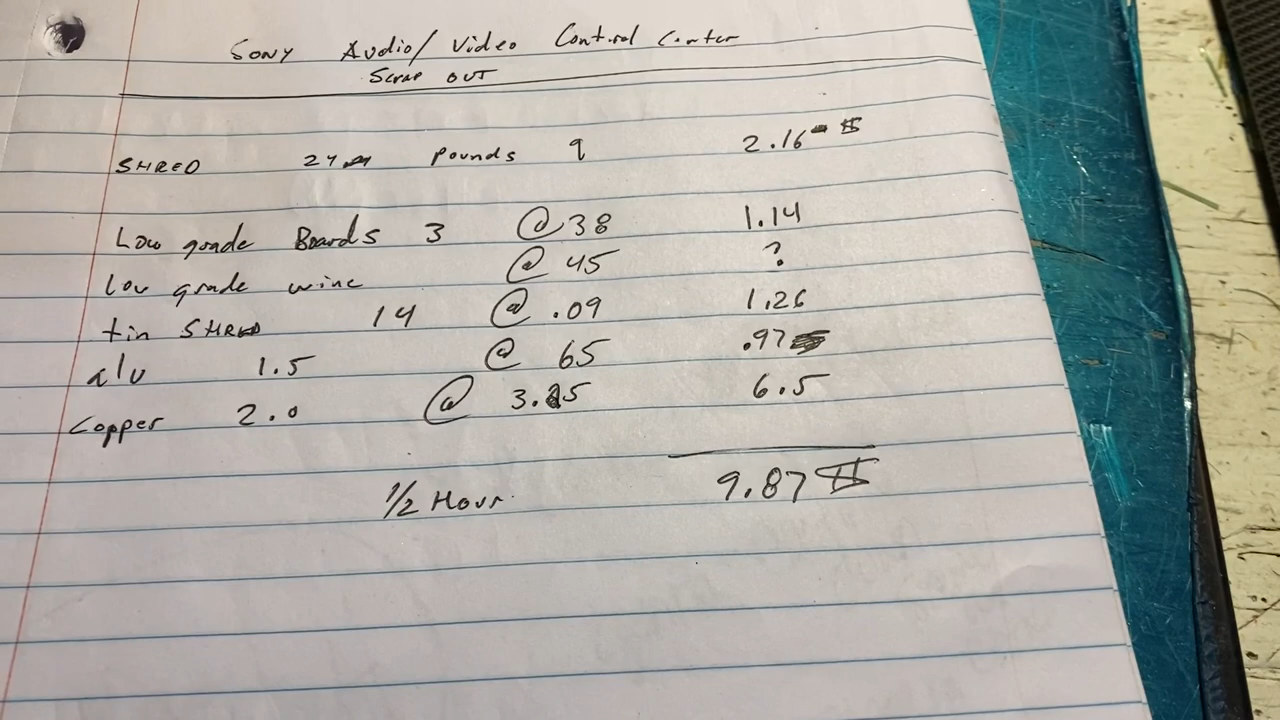 Sony Audio/Video Control Center
Scrap out
SHRED 24 pounds 9 2.16 $
Low grade Boards 3 @ 38 1.14
low grade wire @ 45 ?
tin SHRED 14 @ .09 1.26
alu 1.5 @ 65 .97
Copper 2.0 @ 3.25 6.5
1/2 Hour 9.87 $